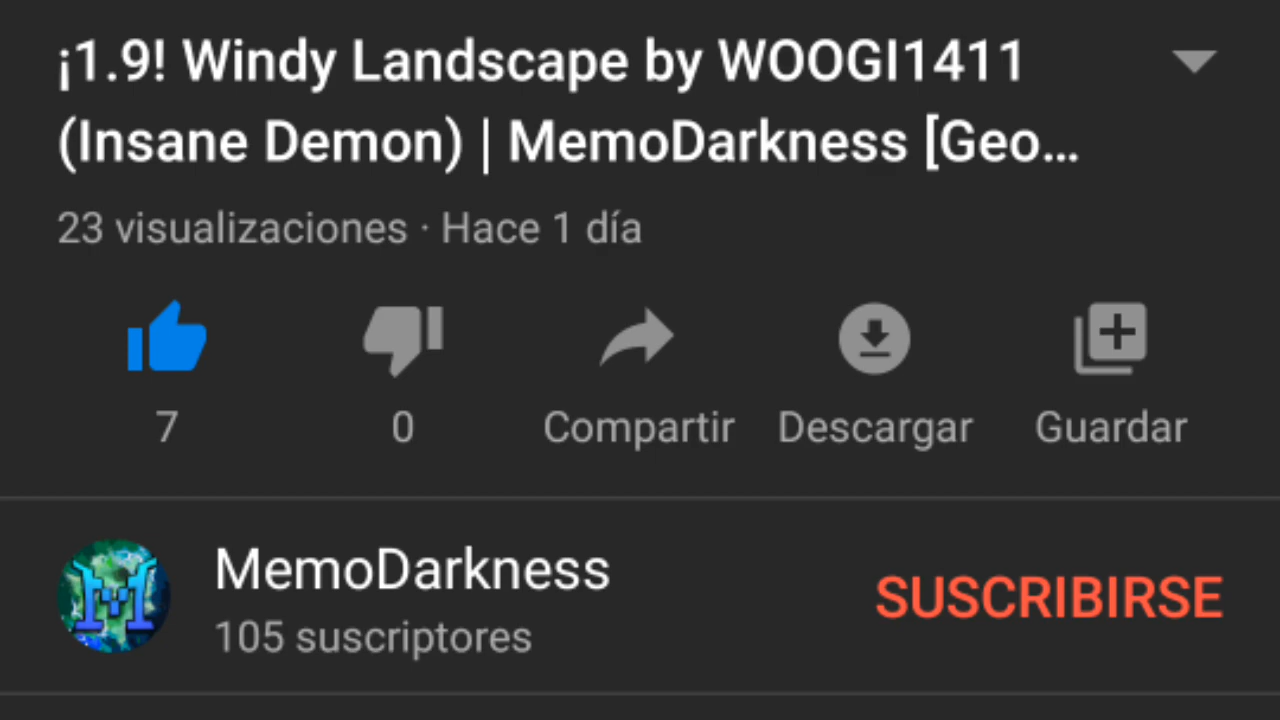 ¡1.9! Windy Landscape by WOOGI1411
(Insane Demon) | MemoDarkness [Geo...
23 visualizaciones · Hace 1 día
7 0 Compartir Descargar Guardar
MemoDarkness
105 suscriptores
SUSCRIBIRSE